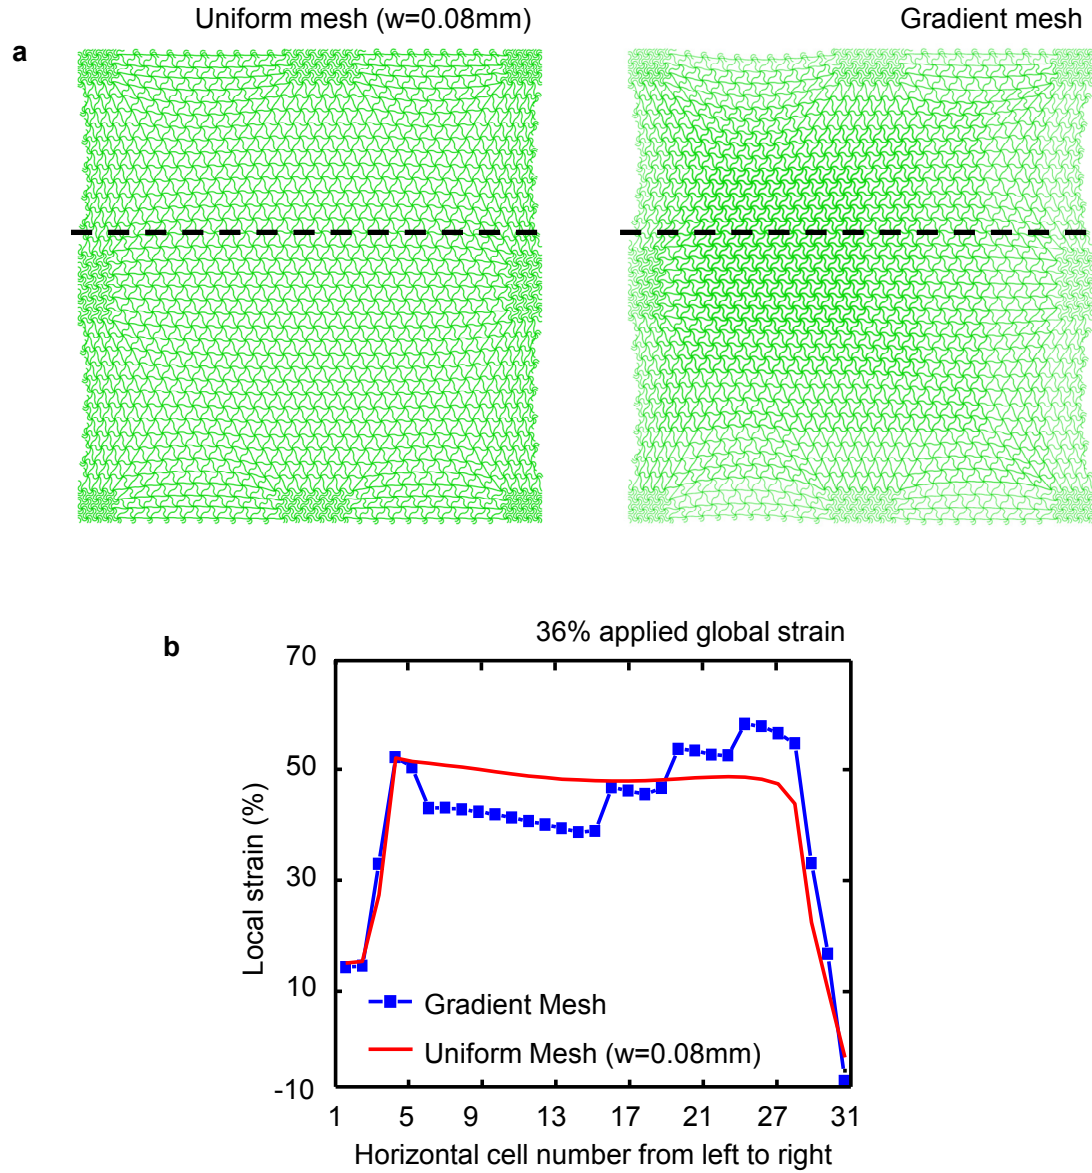 Uniform mesh (w=0.08mm)
Gradient mesh
a
36% applied global strain
b
70
50
30
10
-10
Local strain (%)
Gradient Mesh
Uniform Mesh (w=0.08mm)
1 5 9 13 17 21 27 31
Horizontal cell number from left to right